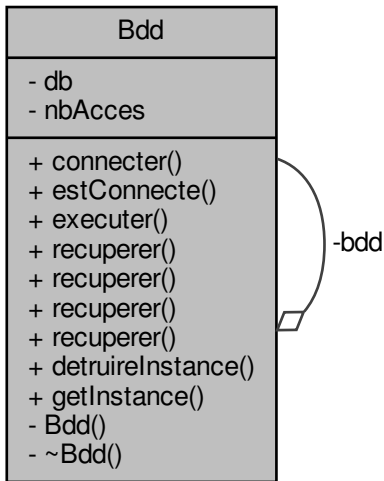 Bdd
- db
- nbAcces
+ connecter()
+ estConnecte()
+ executer()
+ recuperer()
+ recuperer()
+ recuperer()
+ recuperer()
+ detruireInstance()
+ getInstance()
- Bdd()
- ~Bdd()
-bdd